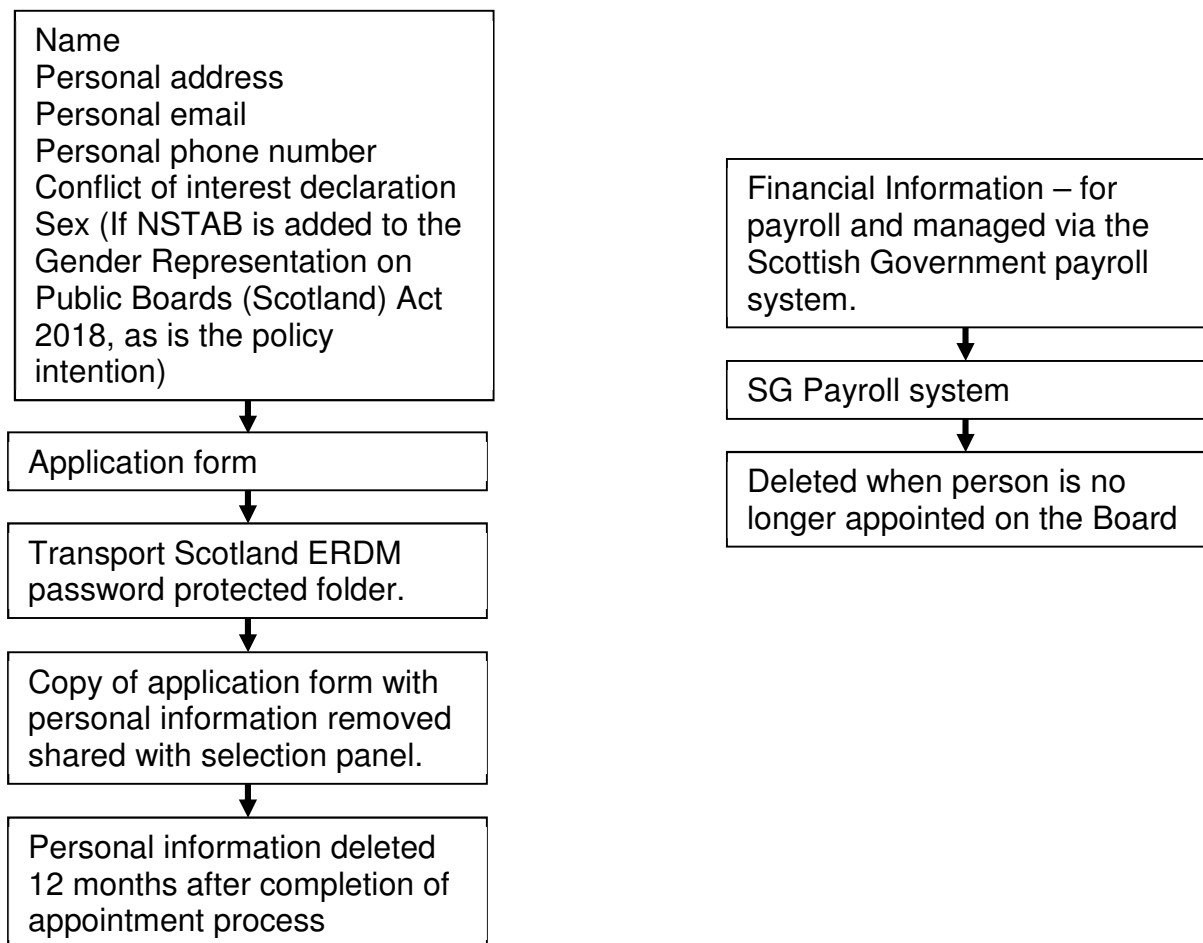 Name
Personal address
Personal email
Personal phone number
Conflict of interest declaration
Sex (If NSTAB is added to the
Gender Representation on
Public Boards (Scotland) Act
2018, as is the policy
intention)
Application form
Transport Scotland ERDM
password protected folder.
Copy of application form with
personal information removed
shared with selection panel.
Personal information deleted
12 months after completion of
appointment process
Financial Information – for
payroll and managed via the
Scottish Government payroll
system.
SG Payroll system
Deleted when person is no
longer appointed on the Board